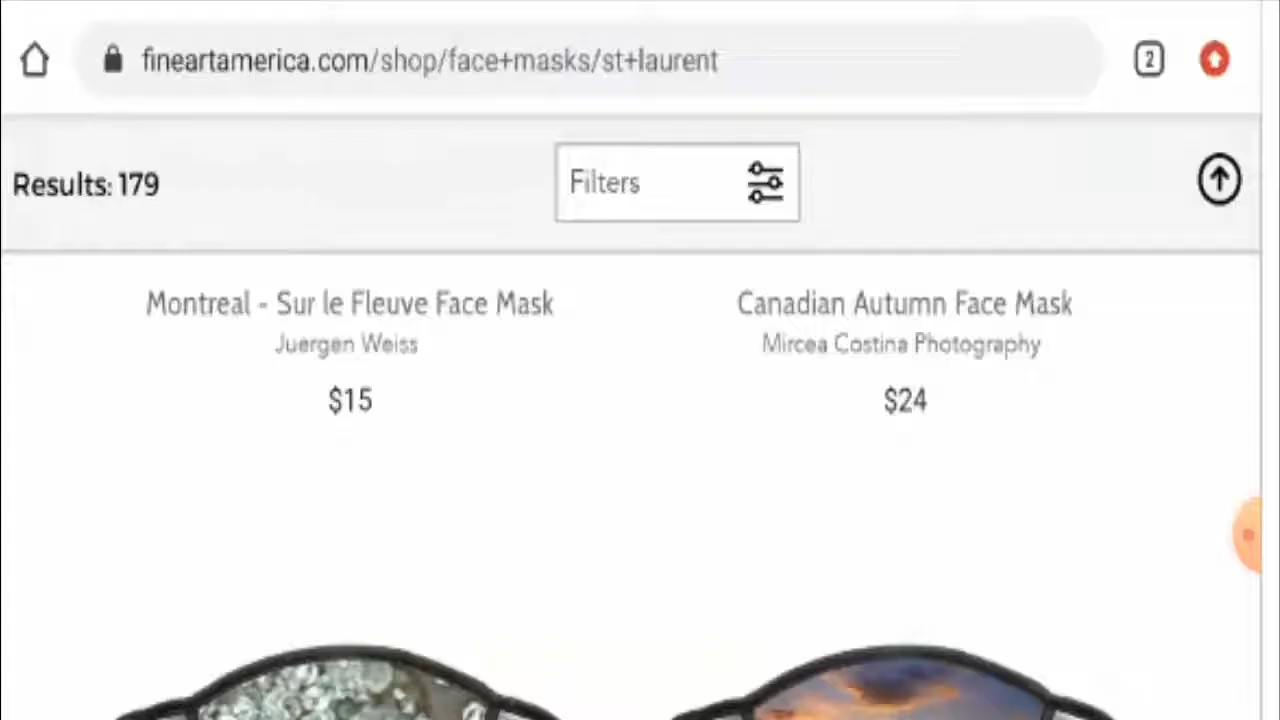 fineartamerica.com/shop/face+masks/st+laurent
2
Results: 179
Filters
Montreal - Sur le Fleuve Face Mask
Juergen Weiss
$15
Canadian Autumn Face Mask
Mircea Costina Photography
$24